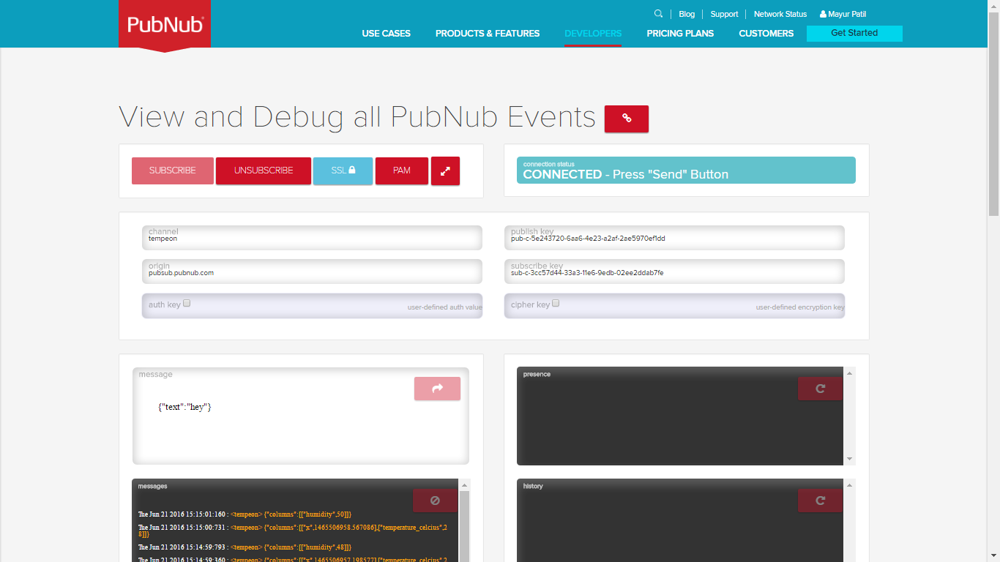 PubNub
Blog
Support
Network Status
Mayur Patil
USE CASES
PRODUCTS & FEATURES
DEVELOPERS
PRICING PLANS
CUSTOMERS
Get Started
View and Debug all PubNub Events
SUBSCRIBE
UNSUBSCRIBE
SSL
PAM
connection status
CONNECTED - Press "Send" Button
channel
tempeon
publish key
pub-c-5e243720-6aa6-4e23-a2af-2ae5970ef1dd
origin
pubsub.pubnub.com
subscribe key
sub-c-3cc57d44-33a3-11e6-9edb-02ee2ddab7fe
auth key
user-defined auth value
cipher key
user-defined encryption key
message
{"text":"hey"}
presence
messages
Tue Jun 21 2016 15:15:01:160 : <tempeon> {"columns":[["humidity",50]]}
Tue Jun 21 2016 15:15:00:731 : <tempeon> {"columns":[["x",1465506958.567086],["temperature_celcius",2
8]]}
Tue Jun 21 2016 15:14:59:793 : <tempeon> {"columns":[["humidity",48]]}
Tue Jun 21 2016 15:14:59:360 : <tempeon> {"columns":[["x",1465506957.198577],["temperature_celcius",2
history